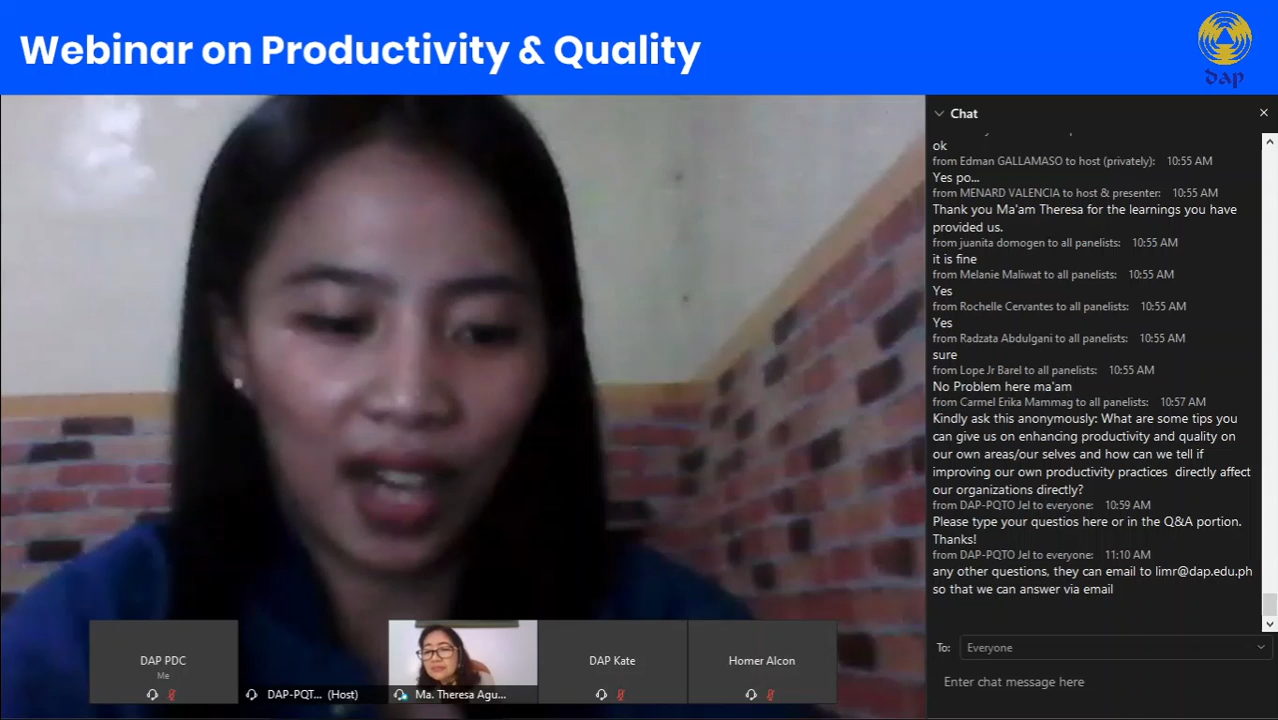 Webinar on Productivity & Quality
dap
Chat
ok
from Edman GALLAMASO to host (privately): 10:55 AM
Yes po...
from MENARD VALENCIA to host & presenter: 10:55 AM
Thank you Ma'am Theresa for the learnings you have
provided us.
from juanita domogen to all panelists: 10:55 AM
it is fine
from Melanie Maliwat to all panelists: 10:55 AM
Yes
from Rochelle Cervantes to all panelists: 10:55 AM
Yes
from Radzata Abdulgani to all panelists: 10:55 AM
sure
from Lope Jr Barel to all panelists: 10:55 AM
No Problem here ma'am
from Carmel Erika Mammag to all panelists: 10:57 AM
Kindly ask this anonymously: What are some tips you
can give us on enhancing productivity and quality on
our own areas/our selves and how can we tell if
improving our own productivity practices directly affect
our organizations directly?
from DAP-PQTO Jel to everyone: 10:59 AM
Please type your questios here or in the Q&A portion.
Thanks!
from DAP-PQTO Jel to everyone: 11:10 AM
any other questions, they can email to limr@dap.edu.ph
so that we can answer via email
To: Everyone
Enter chat message here
DAP PDC
Me
DAP-PQT... (Host)
Ma. Theresa Agu...
DAP Kate
Homer Alcon